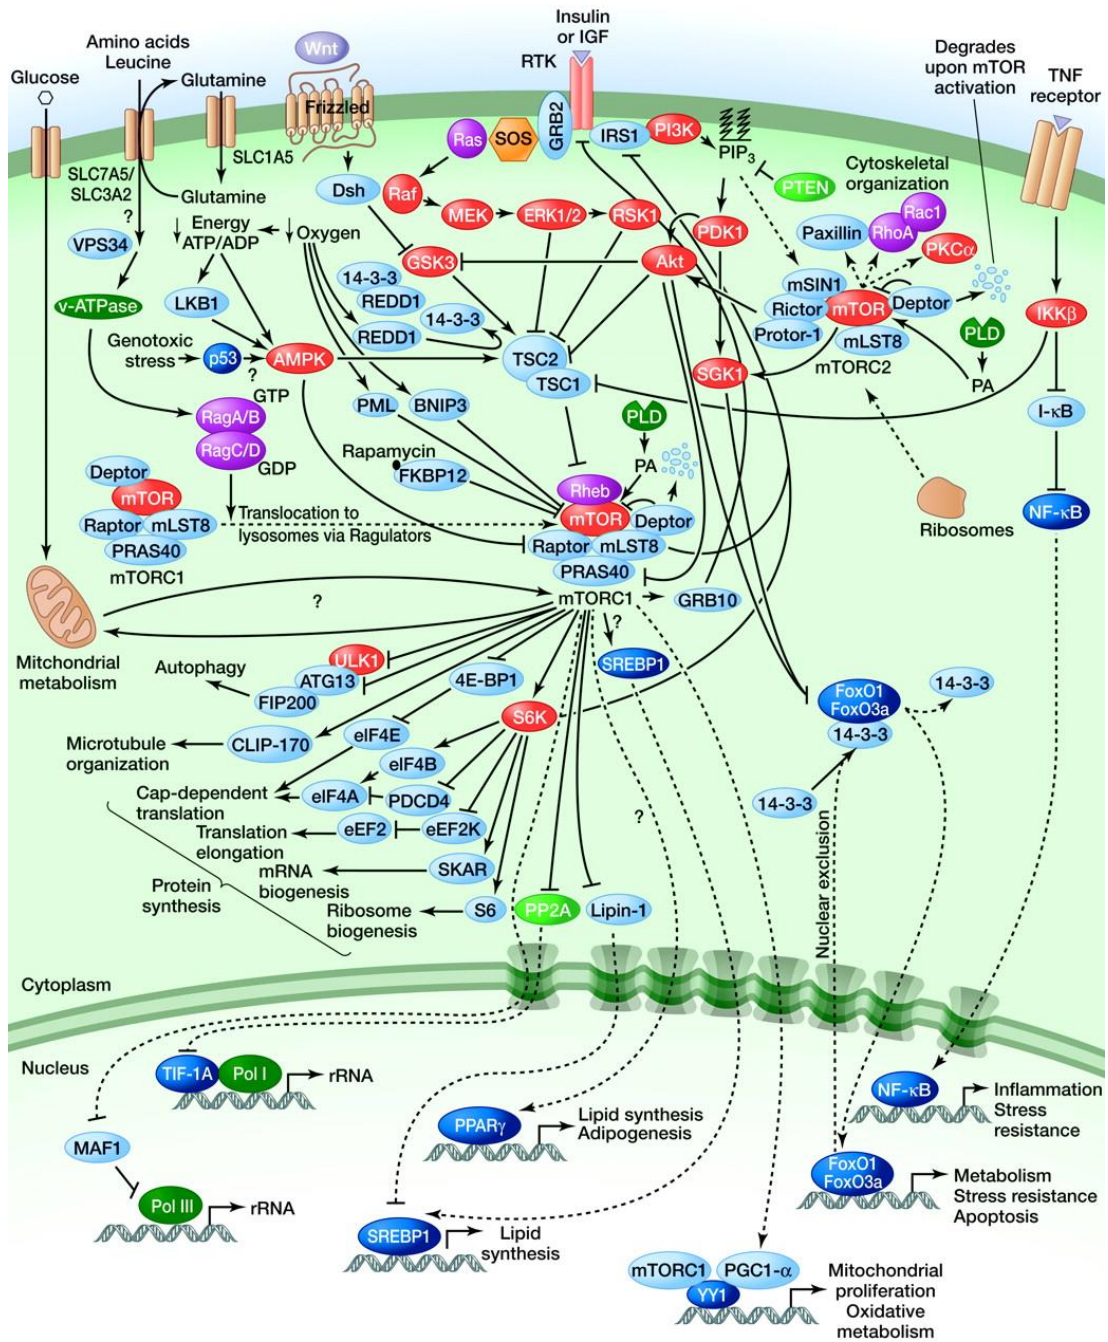 Insulin
or IGF
RTK
Wnt
Amino acids
Leucine
Glutamine
Glucose
Frizzled
Degrades
upon mTOR
activation
TNF
receptor
SLC1A5
SLC7A5/
SLC3A2
Glutamine
?
Ras
SOS
GRB2
IRS1
PI3K
PIP3
PTEN
Cytoskeletal
organization
Dsh
Raf
MEK
ERK1/2
RSK1
PDK1
Paxillin
RhoA
Rac1
PKCα
VPS34
Energy
ATP/ADP
Oxygen
GSK3
Akt
mSIN1
Rictor
mTOR
Deptor
Protor-1
mLST8
mTORC2
PLD
PA
IKKβ
v-ATPase
LKB1
14-3-3
REDD1
14-3-3
REDD1
TSC2
TSC1
SGK1
Genotoxic
stress
p53
?
AMPK
I-κB
GTP
RagA/B
RagC/D
GDP
PML
BNIP3
PLD
PA
Rapamycin
FKBP12
Rheb
mTOR
Deptor
Raptor
mLST8
PRAS40
mTORC1
GRB10
Ribosomes
NF-κB
Deptor
mTOR
Raptor
mLST8
PRAS40
mTORC1
Translocation to
lysosomes via Ragulators
?
?
Mitchondrial
metabolism
Autophagy
ULK1
ATG13
FIP200
4E-BP1
SREBP1
FoxO1
FoxO3a
14-3-3
14-3-3
14-3-3
S6K
Microtubule
organization
CLIP-170
eIF4E
eIF4B
Cap-dependent
translation
eIF4A
PDCD4
Translation
elongation
eEF2
eEF2K
mRNA
biogenesis
SKAR
Protein
synthesis
Ribosome
biogenesis
S6
PP2A
Lipin-1
?
Nuclear exclusion
Cytoplasm
Nucleus
TIF-1A
Pol I
rRNA
MAF1
Pol III
rRNA
PPARγ
Lipid synthesis
Adipogenesis
SREBP1
Lipid
synthesis
NF-κB
Inflammation
Stress
resistance
FoxO1
FoxO3a
Metabolism
Stress resistance
Apoptosis
mTORC1
PGC1-α
YY1
Mitochondrial
proliferation
Oxidative
metabolism